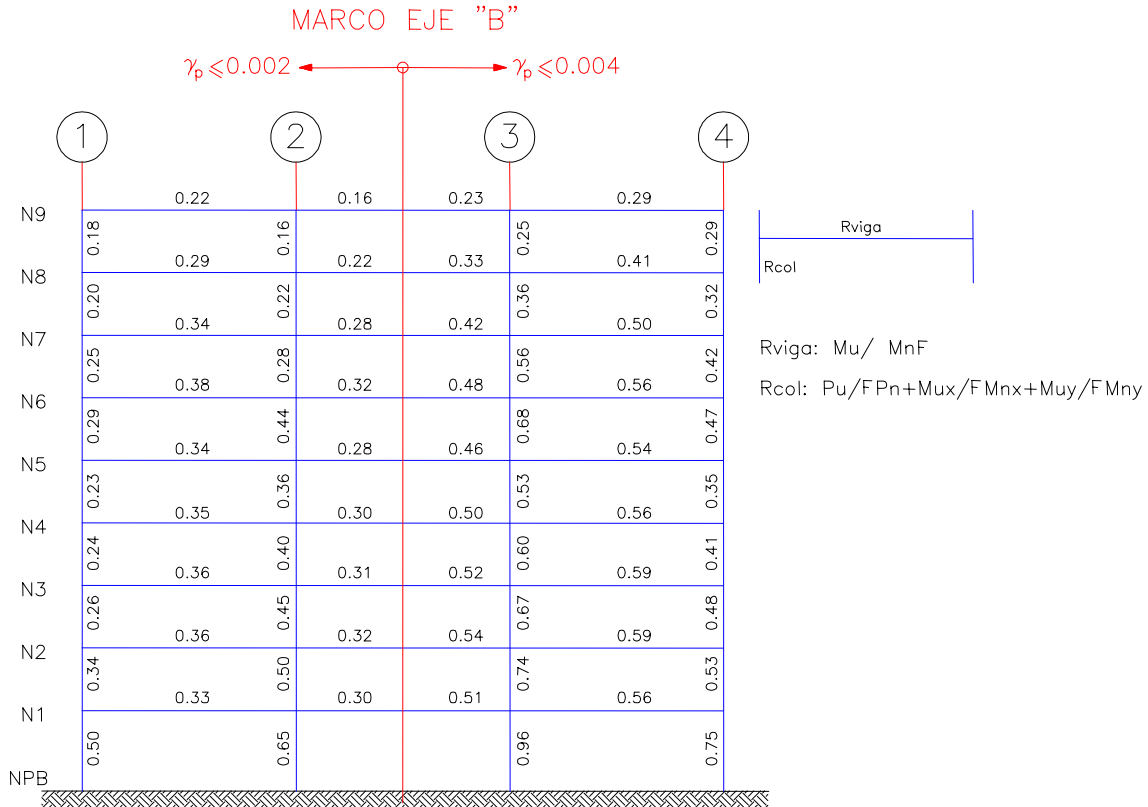 MARCO EJE "B"
γp⩽0.002 γp⩽0.004
1 2 3 4
0.22 0.16 0.23 0.29
N9
0.18 0.16 0.25 0.29
Rviga
0.29 0.22 0.33 0.41
Rcol
N8
0.20 0.22 0.36 0.32
0.34 0.28 0.42 0.50
N7
Rviga: Mu/ MnF
0.25 0.28 0.56 0.42
0.38 0.32 0.48 0.56
Rcol: Pu/FPn+Mux/FMnx+Muy/FMny
N6
0.29 0.44 0.68 0.47
0.34 0.28 0.46 0.54
N5
0.23 0.36 0.53 0.35
0.35 0.30 0.50 0.56
N4
0.24 0.40 0.60 0.41
0.36 0.31 0.52 0.59
N3
0.26 0.45 0.67 0.48
0.36 0.32 0.54 0.59
N2
0.34 0.50 0.74 0.53
0.33 0.30 0.51 0.56
N1
0.50 0.65 0.96 0.75
NPB